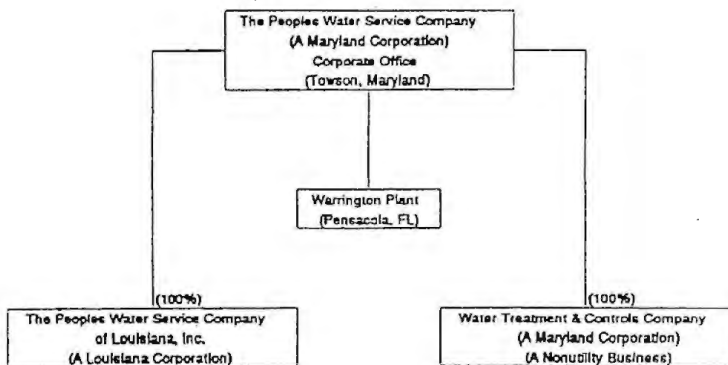 The Peoples Water Service Company
(A Maryland Corporation)
Corporate Office
(Towson, Maryland)
Warrington Plant
(Pensacola, FL)
(100%)
The Peoples Water Service Company
of Louisiana, Inc.
(A Louisiana Corporation)
(100%)
Water Treatment & Controls Company
(A Maryland Corporation)
(A Nonutility Business)